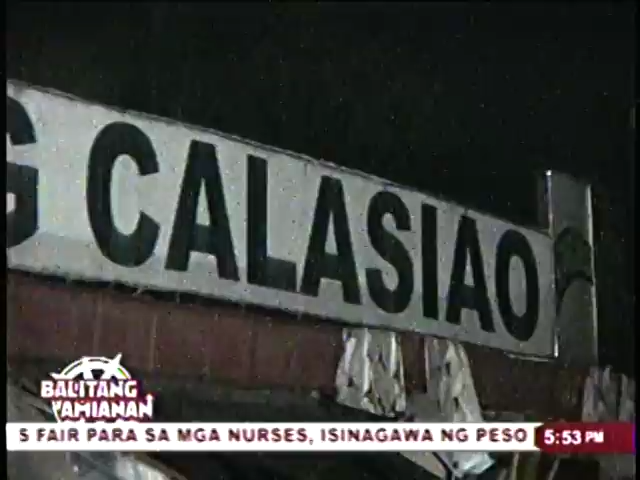 G CALASIAO
BALITANG
AMIANAN
S FAIR PARA SA MGA NURSES, ISINAGAWA NG PESO
5:53 PM